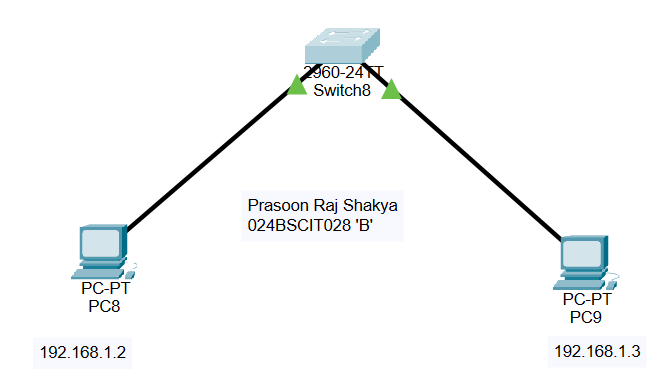 2960-24TT
Switch8
Prasoon Raj Shakya
024BSCIT028 'B'
PC-PT
PC8
PC-PT
PC9
192.168.1.2
192.168.1.3